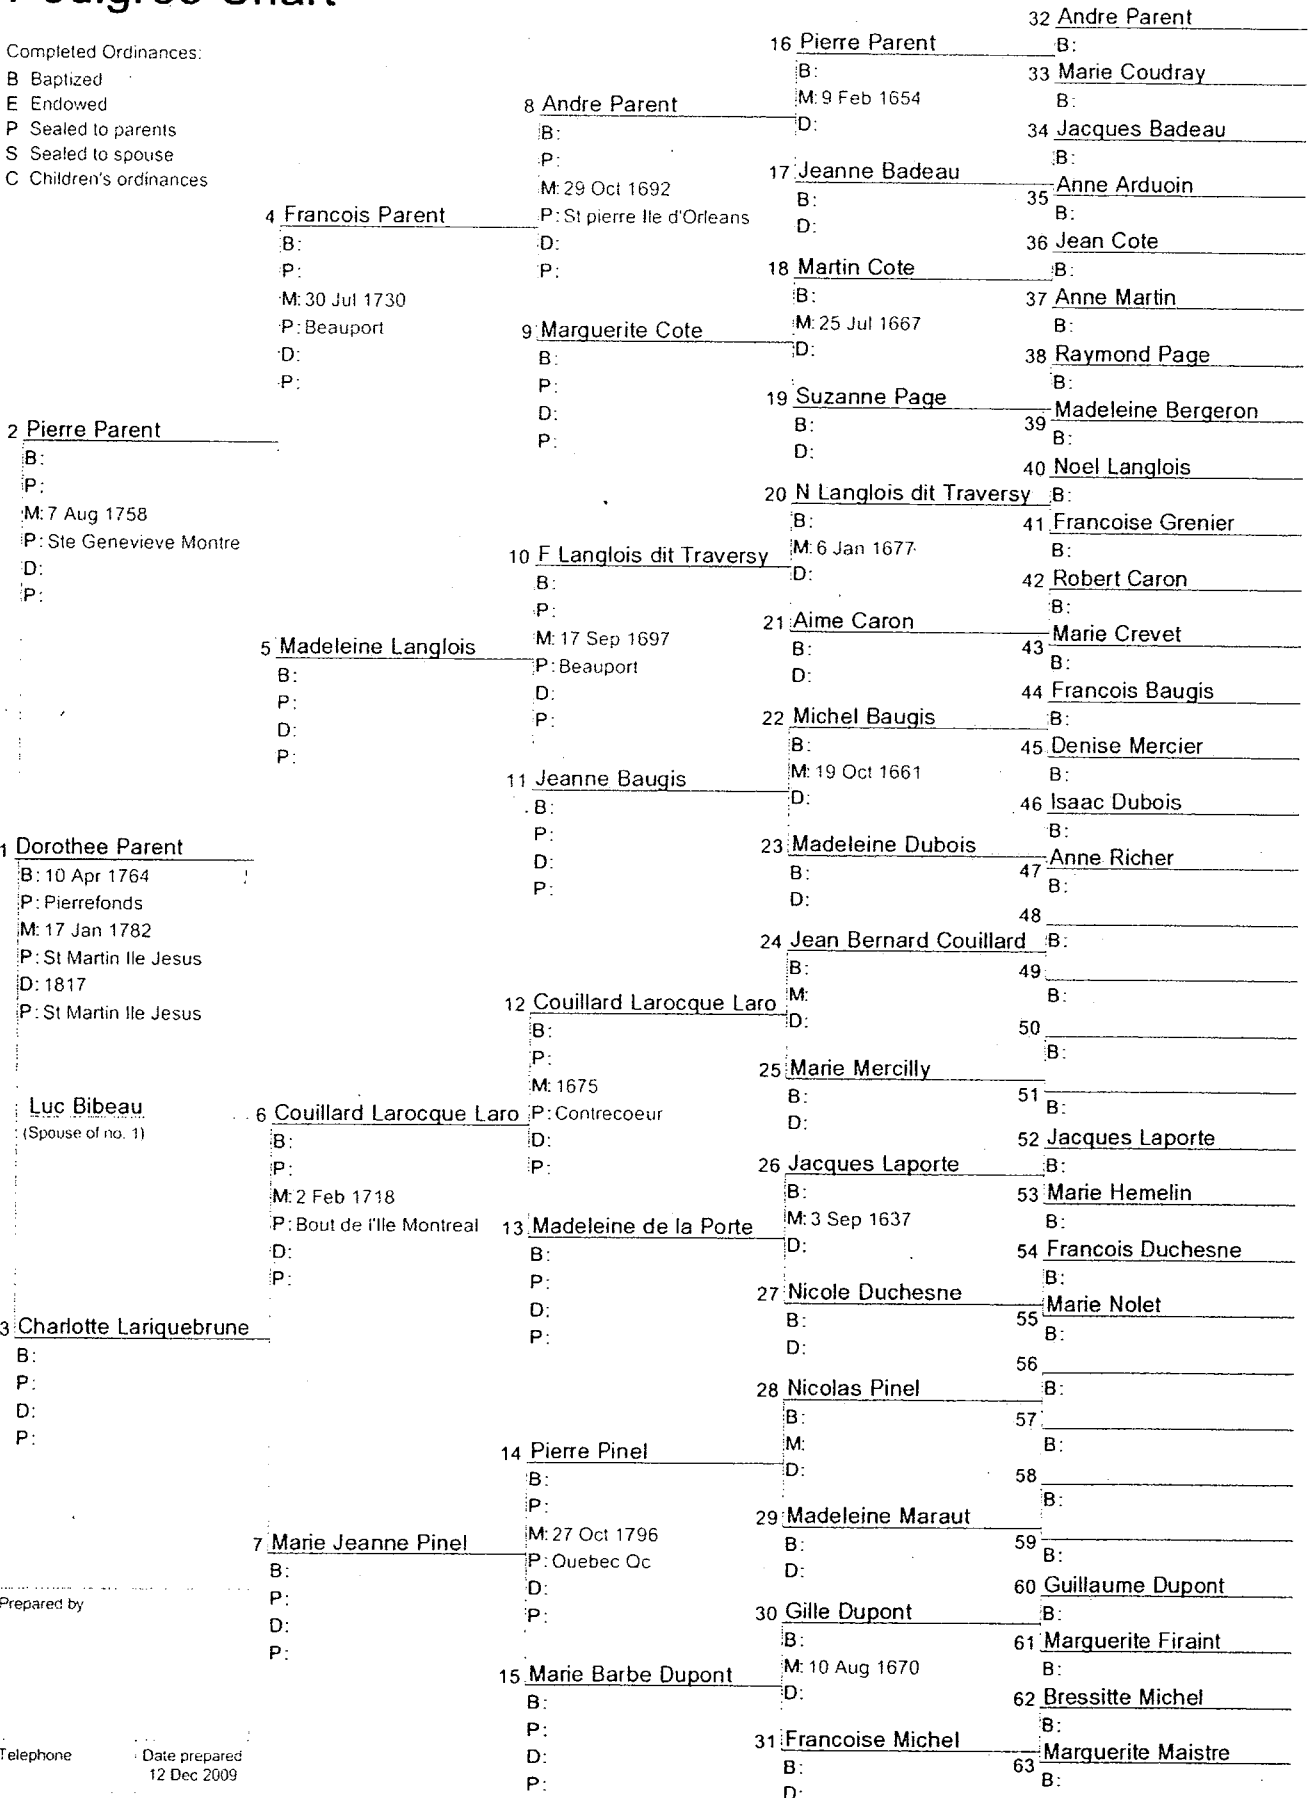 Pedigree Chart
Completed Ordinances:
B Baptized
E Endowed
P Sealed to parents
S Sealed to spouse
C Children's ordinances
1 Dorothee Parent
B: 10 Apr 1764
P: Pierrefonds
M: 17 Jan 1782
P: St Martin Ile Jesus
D: 1817
P: St Martin Ile Jesus
Luc Bibeau
(Spouse of no. 1)
2 Pierre Parent
B:
P:
M: 7 Aug 1758
P: Ste Genevieve Montre
D:
P:
3 Charlotte Lariquebrune
B:
P:
D:
P:
Prepared by
Telephone
Date prepared
12 Dec 2009
4 Francois Parent
B:
P:
M: 30 Jul 1730
P: Beauport
D:
P:
5 Madeleine Langlois
B:
P:
D:
P:
6 Couillard Larocque Laro
B:
P:
M: 2 Feb 1718
P: Bout de l'Ile Montreal
D:
P:
7 Marie Jeanne Pinel
B:
P:
D:
P:
8 Andre Parent
B:
P:
M: 29 Oct 1692
P: St pierre Ile d'Orleans
D:
P:
9 Marguerite Cote
B:
P:
D:
P:
10 F Langlois dit Traversy
B:
P:
M: 17 Sep 1697
P: Beauport
D:
P:
11 Jeanne Baugis
B:
P:
D:
P:
12 Couillard Larocque Laro
B:
P:
M: 1675
P: Contrecoeur
D:
P:
13 Madeleine de la Porte
B:
P:
D:
P:
14 Pierre Pinel
B:
P:
M: 27 Oct 1796
P: Quebec Qc
D:
P:
15 Marie Barbe Dupont
B:
P:
D:
P:
16 Pierre Parent
B:
M: 9 Feb 1654
D:
17 Jeanne Badeau
B:
D:
18 Martin Cote
B:
M: 25 Jul 1667
D:
19 Suzanne Page
B:
D:
20 N Langlois dit Traversy
B:
M: 6 Jan 1677
D:
21 Aime Caron
B:
D:
22 Michel Baugis
B:
M: 19 Oct 1661
D:
23 Madeleine Dubois
B:
D:
24 Jean Bernard Couillard
B:
M:
D:
25 Marie Mercilly
B:
D:
26 Jacques Laporte
B:
M: 3 Sep 1637
D:
27 Nicole Duchesne
B:
D:
28 Nicolas Pinel
B:
M:
D:
29 Madeleine Maraut
B:
D:
30 Gille Dupont
B:
M: 10 Aug 1670
D:
31 Francoise Michel
B:
D:
32 Andre Parent
B:
33 Marie Coudray
B:
34 Jacques Badeau
B:
35 Anne Arduoin
B:
36 Jean Cote
B:
37 Anne Martin
B:
38 Raymond Page
B:
39 Madeleine Bergeron
B:
40 Noel Langlois
B:
41 Francoise Grenier
B:
42 Robert Caron
B:
43 Marie Crevet
B:
44 Francois Baugis
B:
45 Denise Mercier
B:
46 Isaac Dubois
B:
47 Anne Richer
B:
48
B:
49
B:
50
B:
51
B:
52 Jacques Laporte
B:
53 Marie Hemelin
B:
54 Francois Duchesne
B:
55 Marie Nolet
B:
56
B:
57
B:
58
B:
59
B:
60 Guillaume Dupont
B:
61 Marguerite Firaint
B:
62 Bressitte Michel
B:
63 Marguerite Maistre
B: